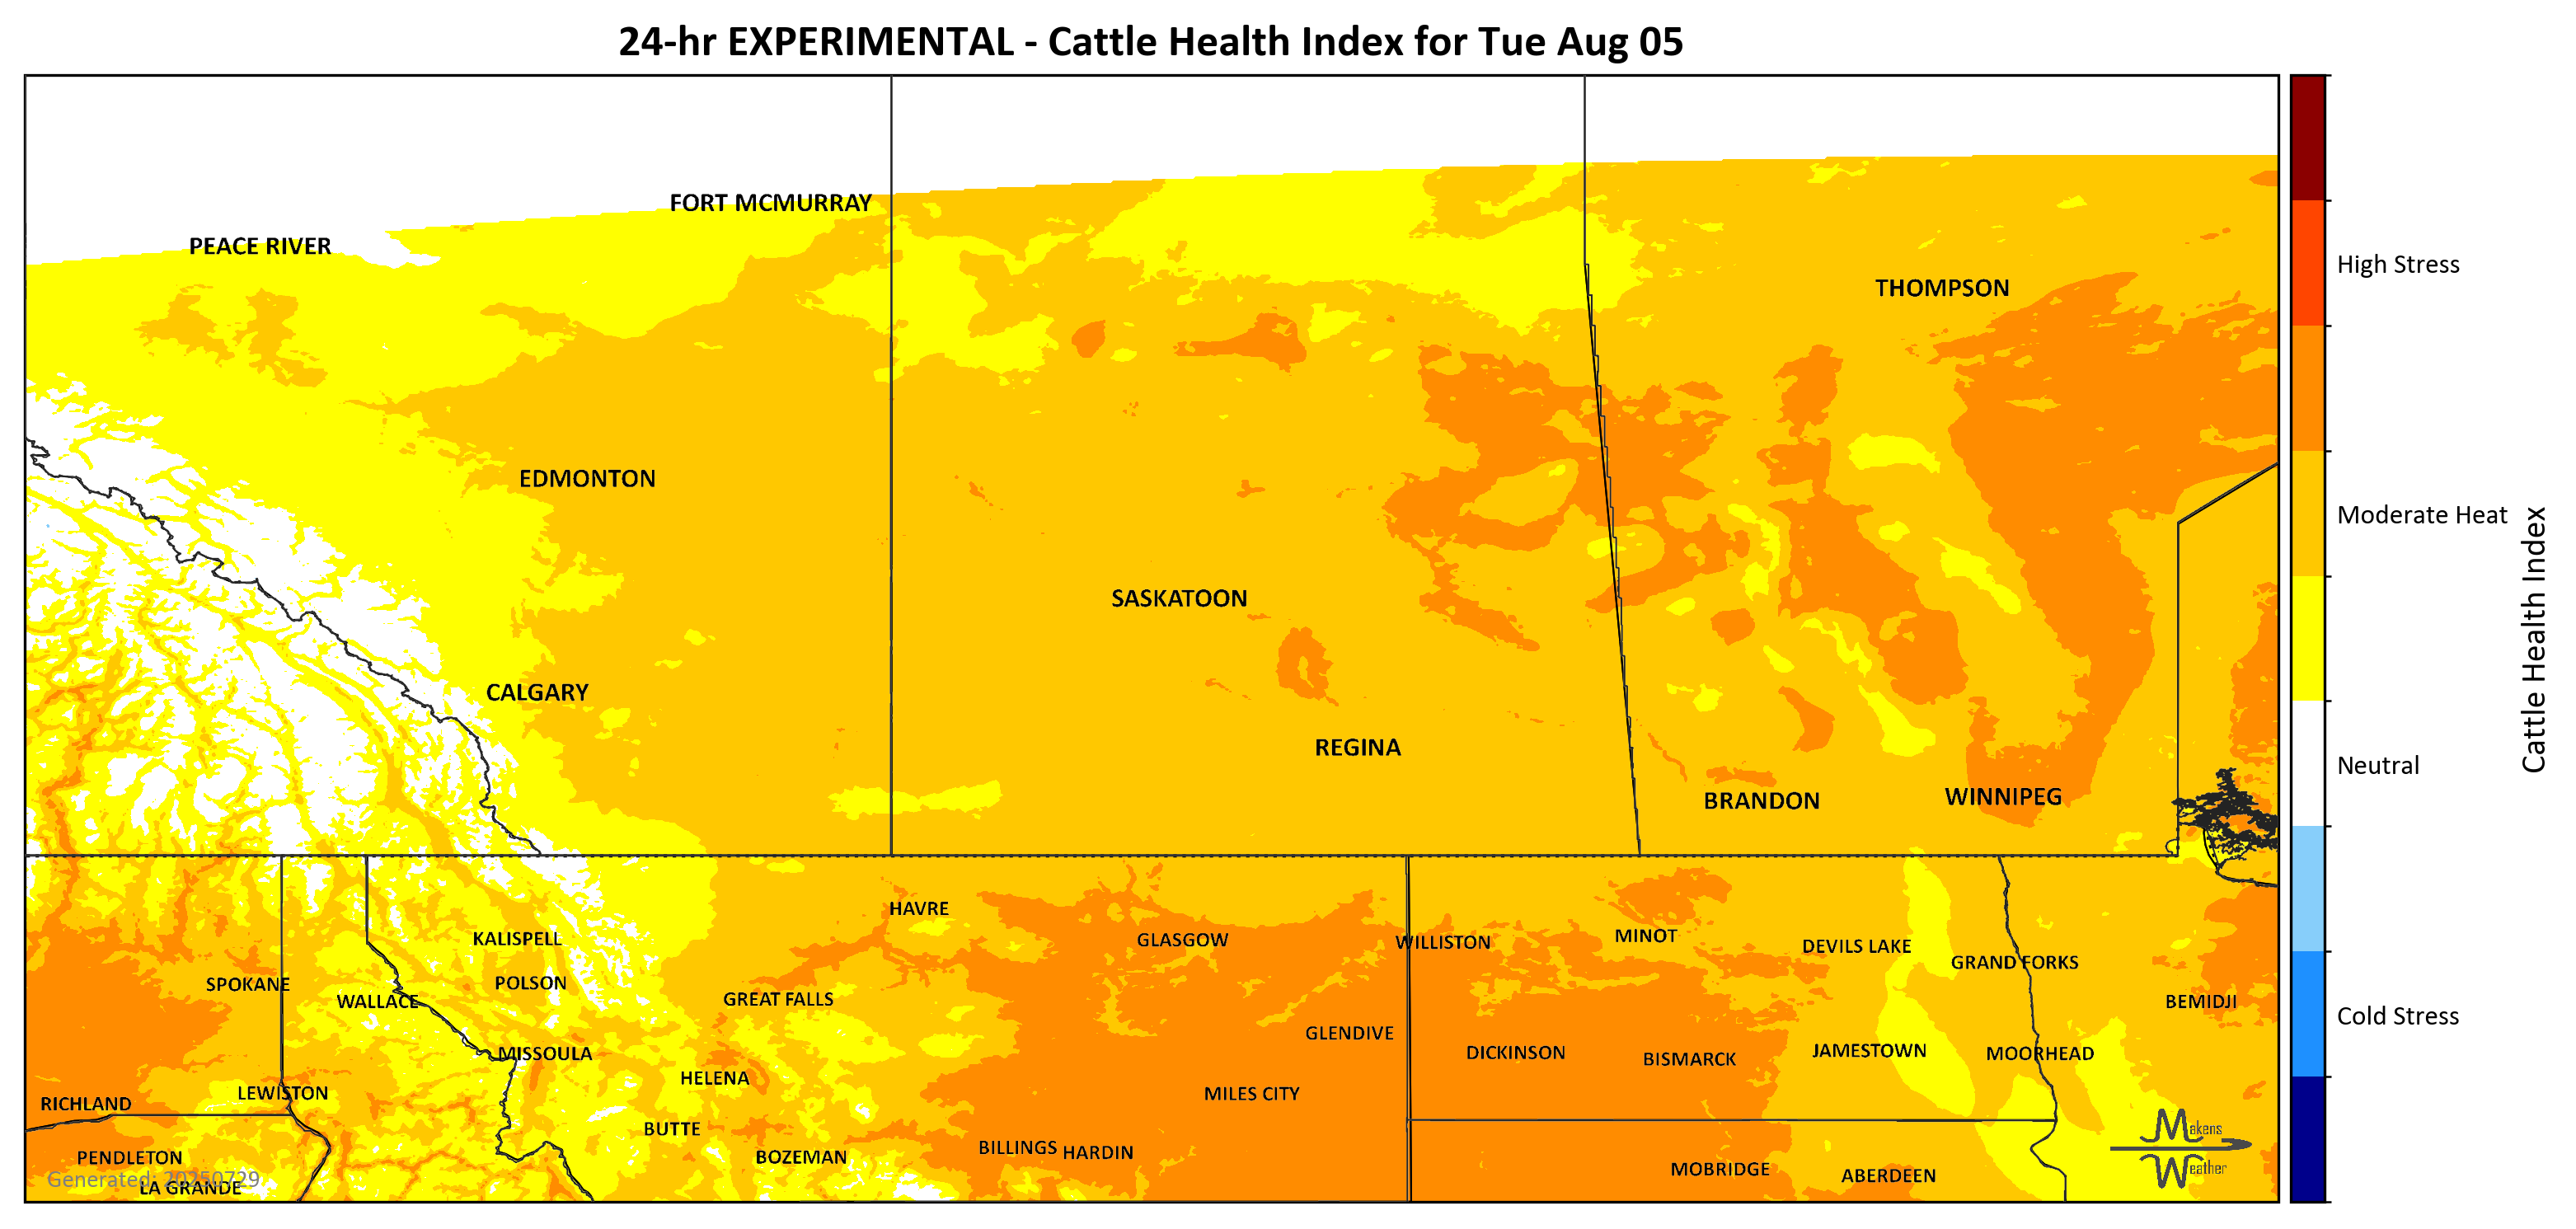 24-hr EXPERIMENTAL - Cattle Health Index for Tue Aug 05
FORT MCMURRAY
PEACE RIVER
THOMPSON
High Stress
EDMONTON
Moderate Heat
SASKATOON
Cattle Health Index
CALGARY
REGINA
Neutral
BRANDON
WINNIPEG
HAVRE
KALISPELL
GLASGOW
WILLISTON
MINOT
DEVILS LAKE
GRAND FORKS
SPOKANE
POLSON
WALLACE
GREAT FALLS
BEMIDJI
Cold Stress
GLENDIVE
MISSOULA
DICKINSON
BISMARCK
JAMESTOWN
MOORHEAD
HELENA
LEWISTON
MILES CITY
RICHLAND
BUTTE
BILLINGS
HARDIN
BOZEMAN
PENDLETON
MOBRIDGE
ABERDEEN
Generated: 20250729
LA GRANDE
Makens
Weather